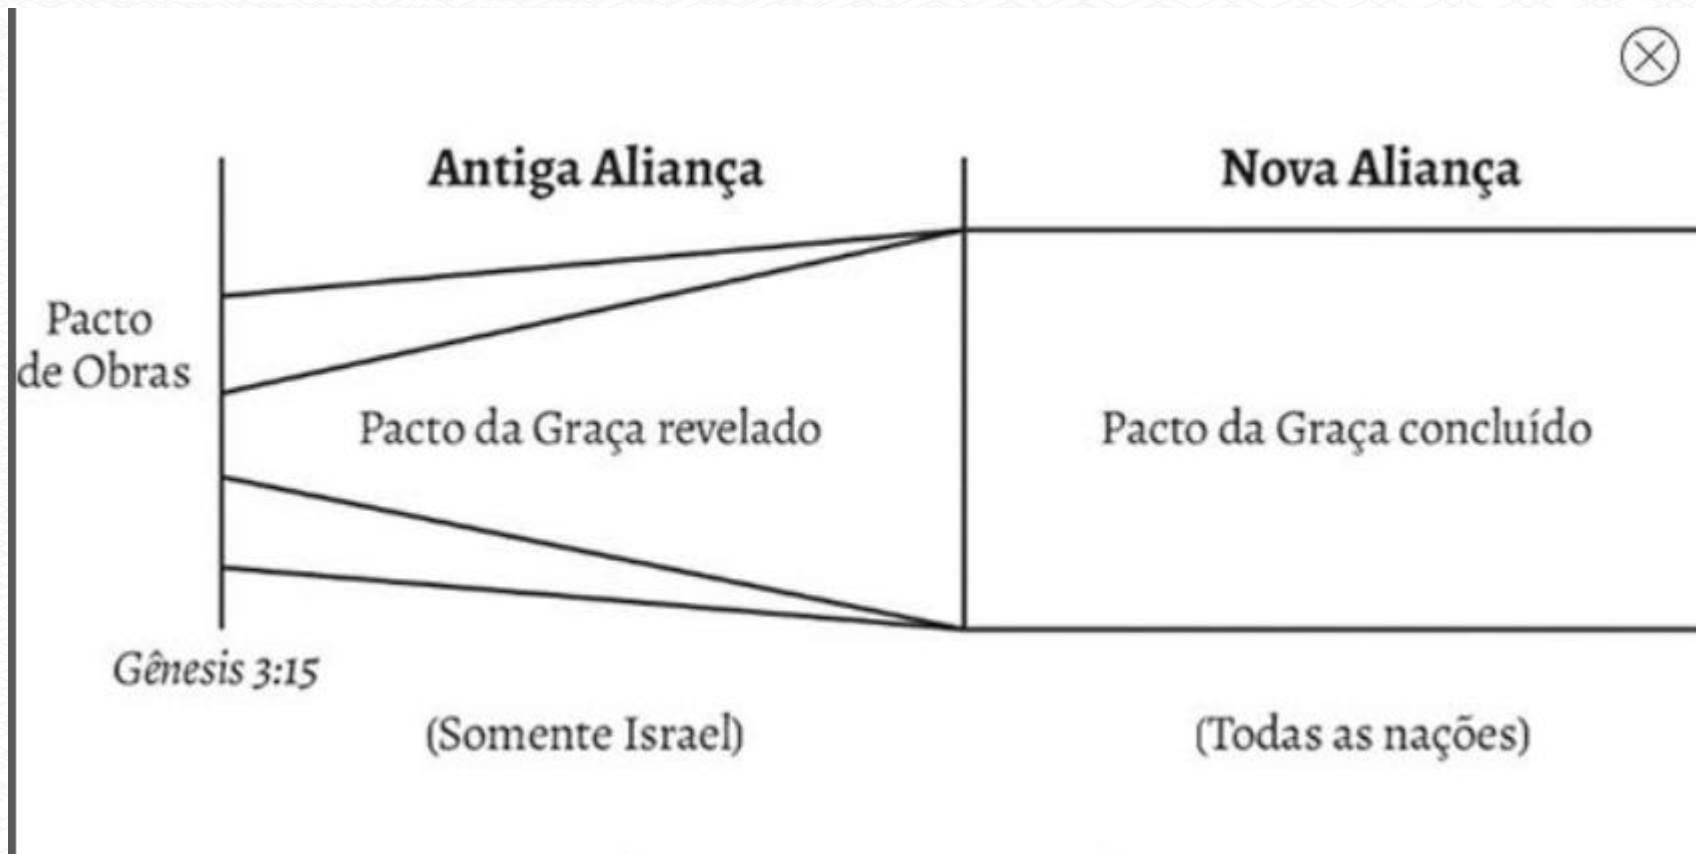 Antiga Aliança
Nova Aliança
Pacto
de Obras
Pacto da Graça revelado
Pacto da Graça concluído
Gênesis 3:15
(Somente Israel)
(Todas as nações)